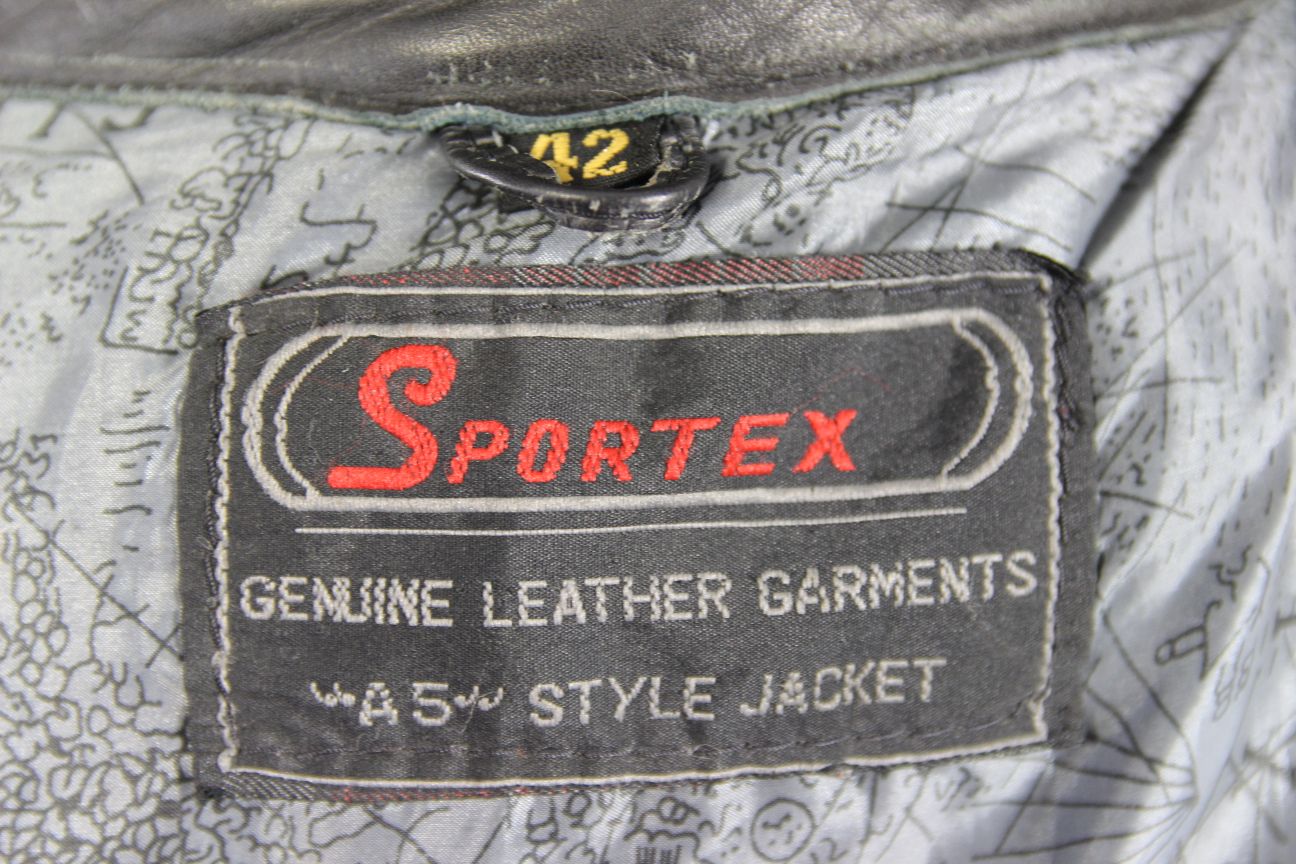 42
SPORTEX
GENUINE LEATHER GARMENTS
"A5" STYLE JACKET